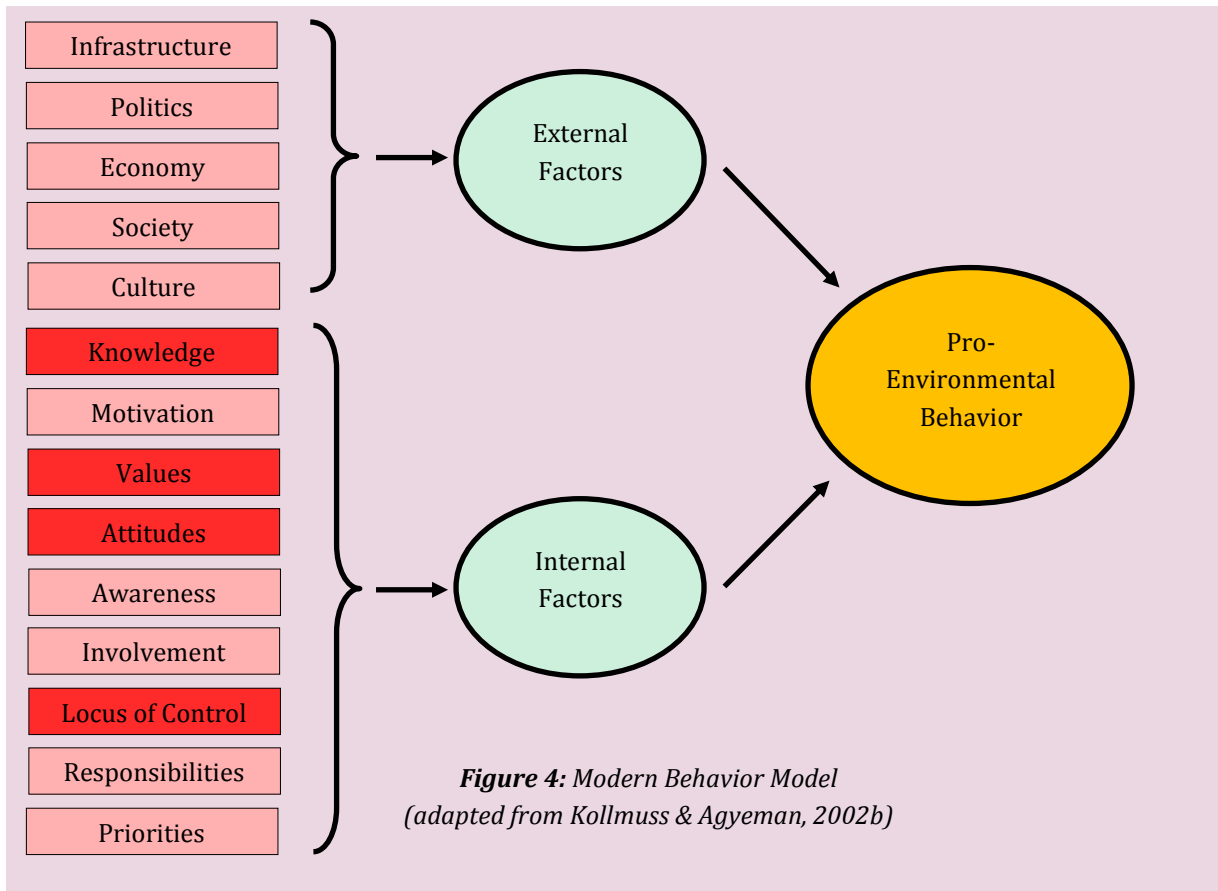 Infrastructure
Politics
Economy
Society
Culture
Knowledge
Motivation
Values
Attitudes
Awareness
Involvement
Locus of Control
Responsibilities
Priorities
External
Factors
Internal
Factors
Pro-
Environmental
Behavior
Figure 4: Modern Behavior Model
(adapted from Kollmuss & Agyeman, 2002b)